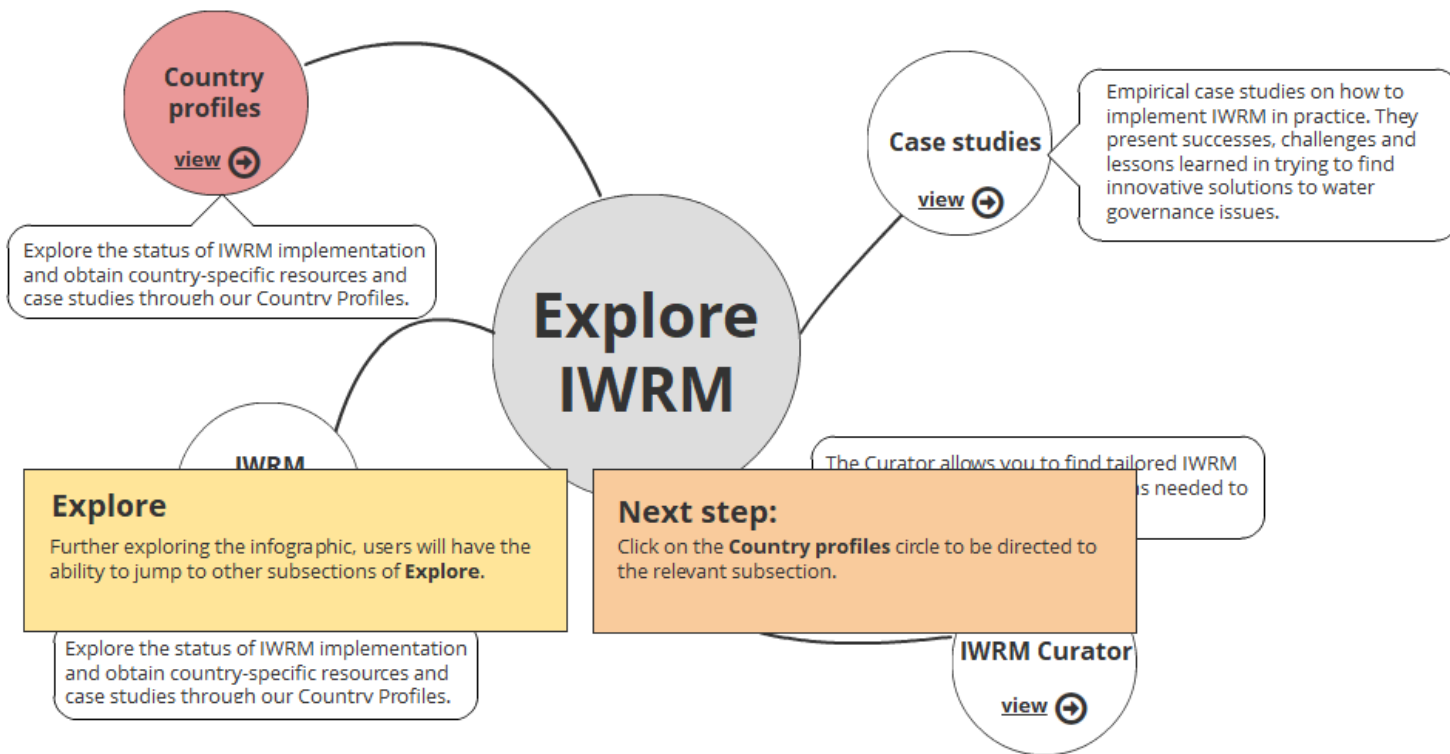 Country
profiles
view
Explore the status of IWRM implementation
and obtain country-specific resources and
case studies through our Country Profiles.
Case studies
view
Empirical case studies on how to
implement IWRM in practice. They
present successes, challenges and
lessons learned in trying to find
innovative solutions to water
governance issues.
Explore
IWRM
IWRM
The Curator allows you to find tailored IWRM
needed to
Explore
Further exploring the infographic, users will have the
ability to jump to other subsections of Explore.
Next step:
Click on the Country profiles circle to be directed to
the relevant subsection.
Explore the status of IWRM implementation
and obtain country-specific resources and
case studies through our Country Profiles.
IWRM Curator
view